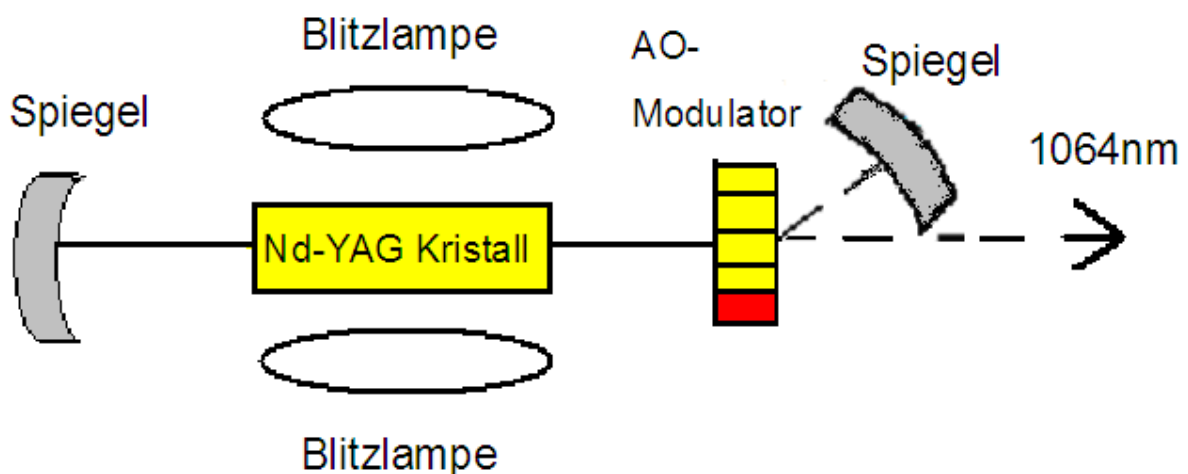 Blitzlampe
AO-
Modulator
Spiegel
Spiegel
1064nm
Nd-YAG Kristall
Blitzlampe